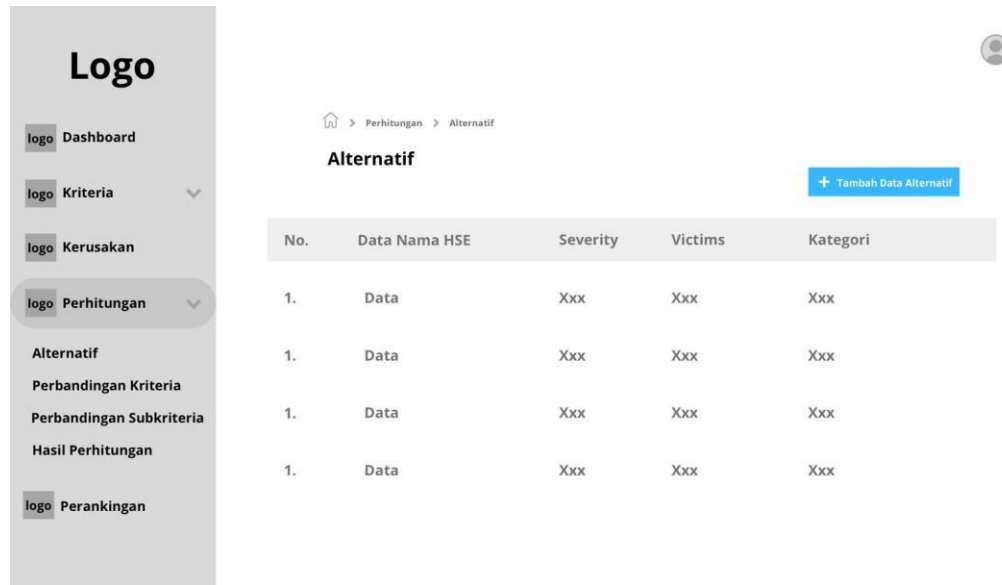 Logo
logo Dashboard
logo Kriteria
logo Kerusakan
logo Perhitungan
Alternatif
Perbandingan Kriteria
Perbandingan Subkriteria
Hasil Perhitungan
logo Perankingan
> Perhitungan > Alternatif
Alternatif
+ Tambah Data Alternatif
No. Data Nama HSE Severity Victims Kategori
1. Data Xxx Xxx Xxx
1. Data Xxx Xxx Xxx
1. Data Xxx Xxx Xxx
1. Data Xxx Xxx Xxx